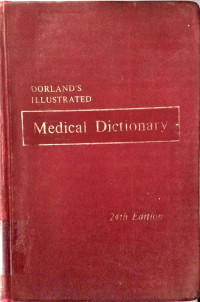 DORLAND'S
ILLUSTRATED
Medical Dictionary
24th Edition